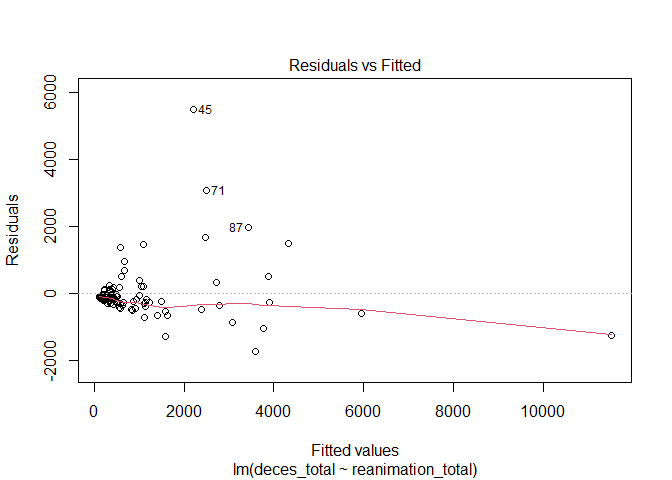 Residuals vs Fitted
Residuals
6000
4000
2000
0
-2000
45
71
87
0 2000 4000 6000 8000 10000
Fitted values
lm(deces_total ~ reanimation_total)